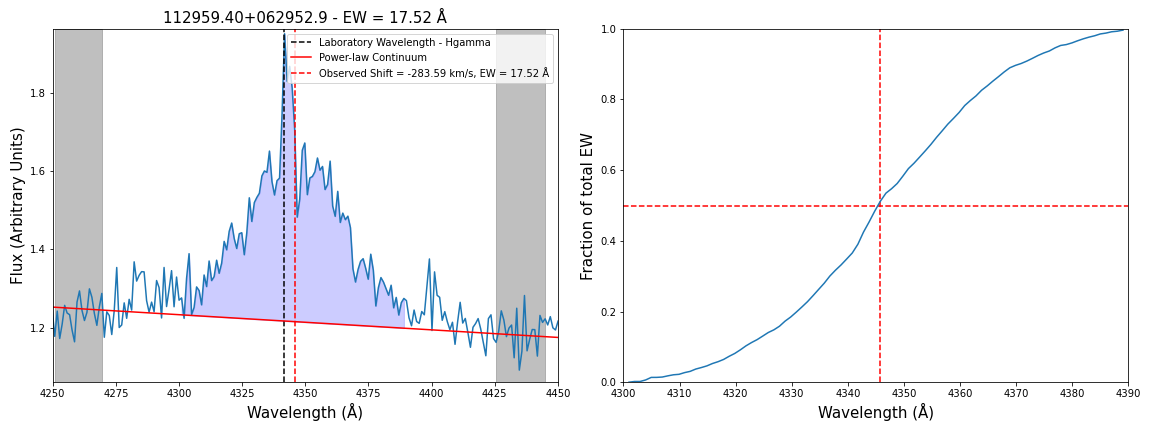 112959.40+062952.9 - EW = 17.52 Å
Laboratory Wavelength - Hgamma
Power-law Continuum
Observed Shift = -283.59 km/s, EW = 17.52 Å
Flux (Arbitrary Units)
1.8
1.6
1.4
1.2
4250 4275 4300 4325 4350 4375 4400 4425 4450
Wavelength (Å)
Fraction of total EW
1.0
0.8
0.6
0.4
0.2
0.0
4300 4310 4320 4330 4340 4350 4360 4370 4380 4390
Wavelength (Å)